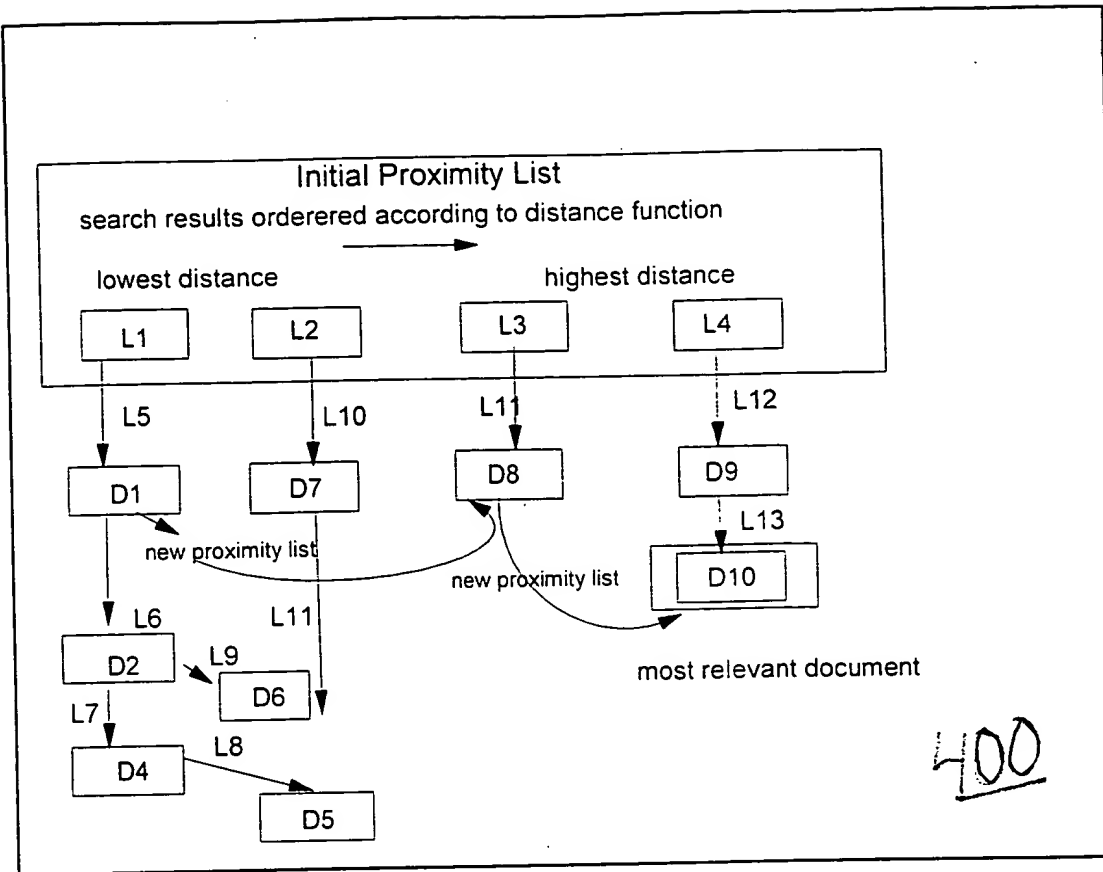 Initial Proximity List
search results orderered according to distance function
lowest distance highest distance
L1 L2 L3 L4
L5 L10 L11 L12
D1 D7 D8 D9
L13
new proximity list
new proximity list
D10
L11
L6
D2
L9
D6
most relevant document
L7
L8
D4
D5
400